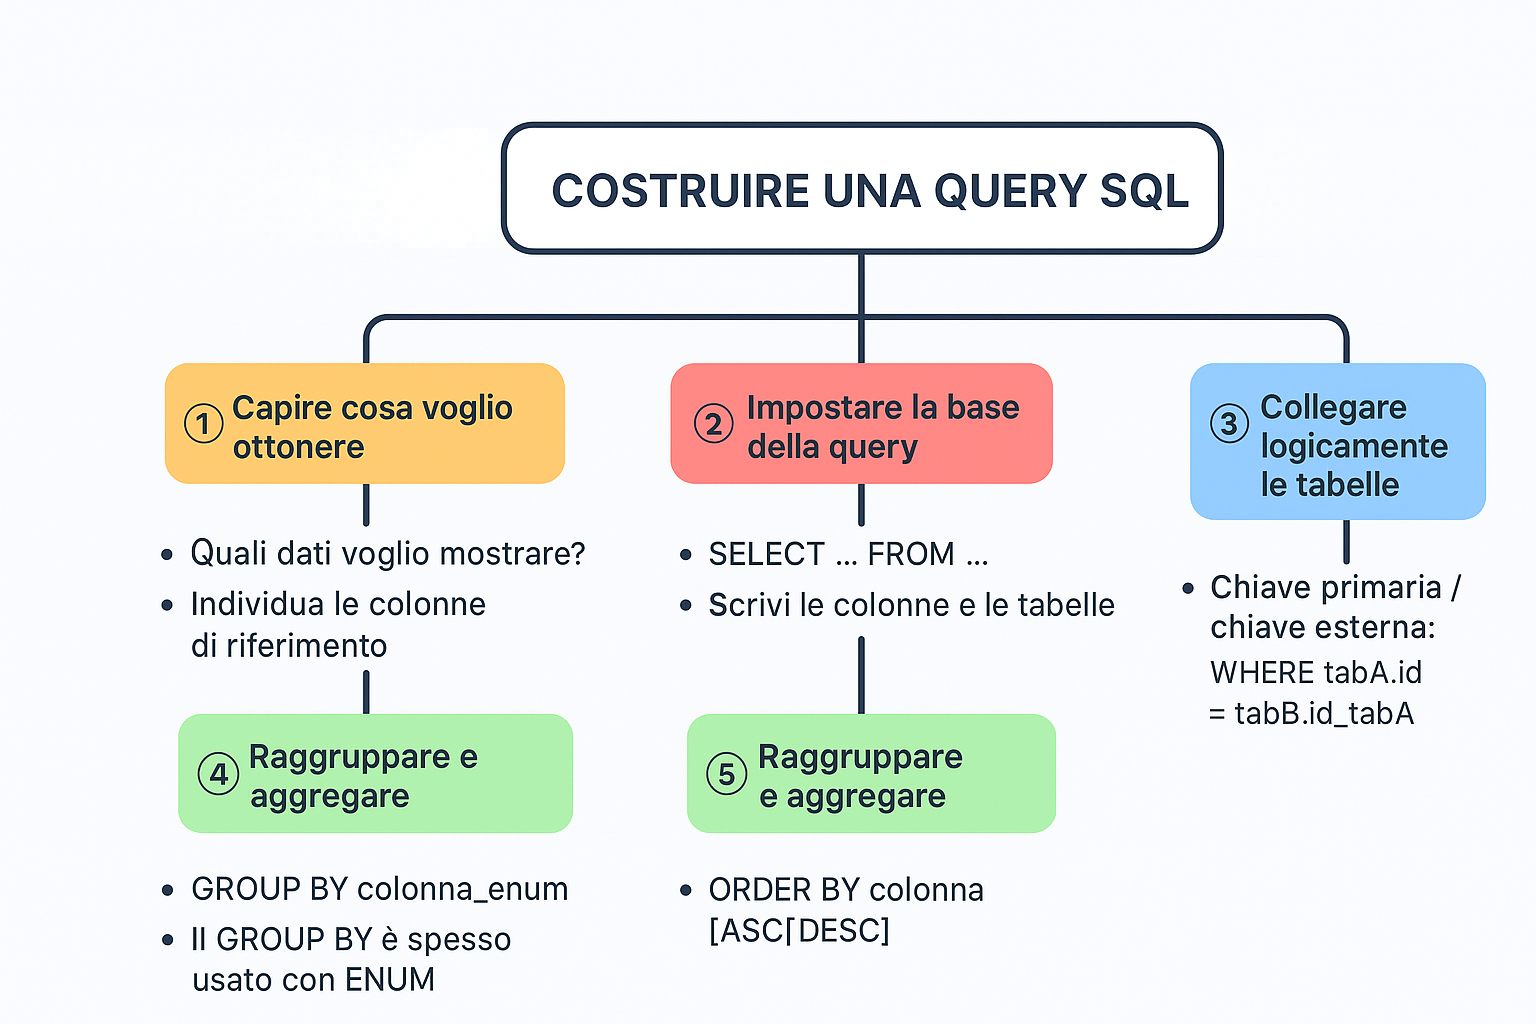 COSTRUIRE UNA QUERY SQL
① Capire cosa voglio
ottonere
• Quali dati voglio mostrare?
• Individua le colonne
di riferimento
② Impostare la base
della query
• SELECT ... FROM ...
• Scrivi le colonne e le tabelle
③ Collegare
logicamente
le tabelle
• Chiave primaria /
chiave esterna:
WHERE tabA.id
= tabB.id_tabA
④ Raggruppare e
aggregare
• GROUP BY colonna_enum
• Il GROUP BY è spesso
usato con ENUM
⑤ Raggruppare
e aggregare
• ORDER BY colonna
[ASC[DESC]